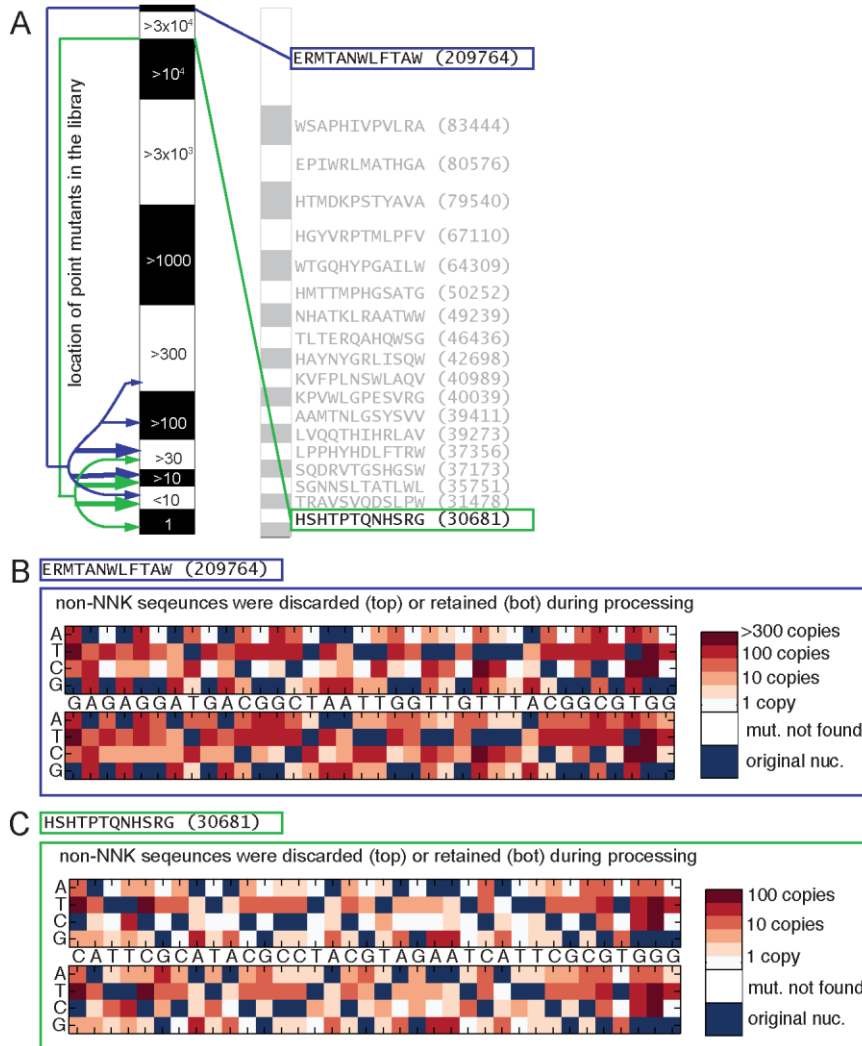 A
location of point mutants in the library
>3x10⁴
>10⁴
>3x10³
>1000
>300
>100
>30
>10
<10
1
ERMTANWLFTAW (209764)
WSAPHIVPVLRA (83444)
EPIWRLMATHGA (80576)
HTMDKPSTYAVA (79540)
HGYVRPTMLPFV (67110)
WTGQHYPGAILW (64309)
HMTTMPHGSATG (50252)
NHATKLRAATWW (49239)
TLTERQAHQWSG (46436)
HAYNYGRLISQW (42698)
KVFPLNSWLAQV (40989)
KPVWLGPESVRG (40039)
AAMTNLGSYSVV (39411)
LVQQTHIHRLAV (39273)
LPPHYHDLFTRW (37356)
SQDRVTGSHGSW (37173)
SGNNSLTATLWL (35751)
TRAVSVQDSLPW (31478)
HSHTPTQNHSRG (30681)
B
ERMTANWLFTAW (209764)
non-NNK seqeunces were discarded (top) or retained (bot) during processing
A
T
C
G
GAGAGGATGACGGCTAATTGGTTGTTTACGGCGTGG
A
T
C
G
>300 copies
100 copies
10 copies
1 copy
mut. not found
original nuc.
C
HSHTPTQNHSRG (30681)
non-NNK seqeunces were discarded (top) or retained (bot) during processing
A
T
C
G
CATTCGCATACGCCTACGTAGAATCATTCGCGTGGG
A
T
C
G
100 copies
10 copies
1 copy
mut. not found
original nuc.